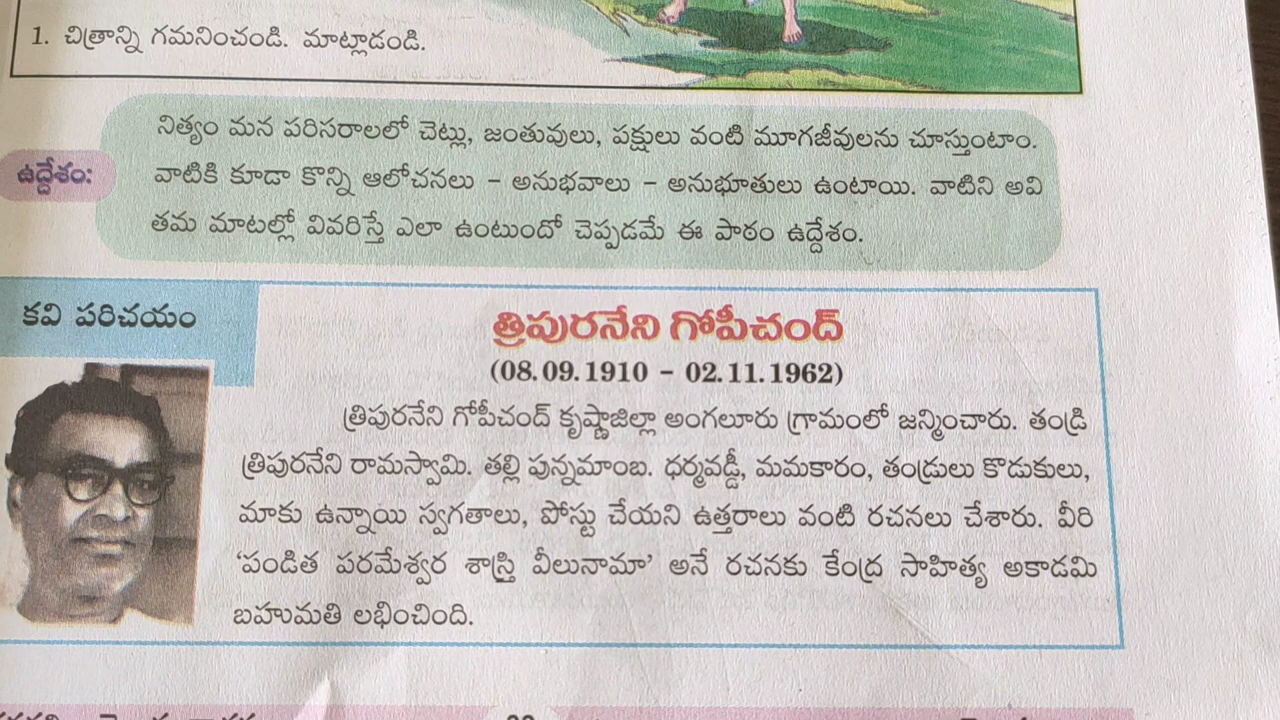 1. చిత్రాన్ని గమనించండి. మాట్లాడండి.
నిత్యం మన పరిసరాలలో చెట్లు, జంతువులు, పక్షులు వంటి మూగజీవులను చూస్తుంటాం.
ఉద్దేశం:
వాటికి కూడా కొన్ని ఆలోచనలు – అనుభవాలు – అనుభూతులు ఉంటాయి. వాటిని అవి
తమ మాటల్లో వివరిస్తే ఎలా ఉంటుందో చెప్పడమే ఈ పాఠం ఉద్దేశం.
కవి పరిచయం
త్రిపురనేని గోపీచంద్
(08.09.1910 – 02.11.1962)
త్రిపురనేని గోపీచంద్ కృష్ణాజిల్లా అంగలూరు గ్రామంలో జన్మించారు. తండ్రి
త్రిపురనేని రామస్వామి. తల్లి పున్నమాంబ. ధర్మవడ్డీ, మమకారం, తండ్రులు కొడుకులు,
మాకు ఉన్నాయి స్వగతాలు, పోస్టు చేయని ఉత్తరాలు వంటి రచనలు చేశారు. వీరి
‘పండిత పరమేశ్వర శాస్త్రి వీలునామా’ అనే రచనకు కేంద్ర సాహిత్య అకాడమి
బహుమతి లభించింది.